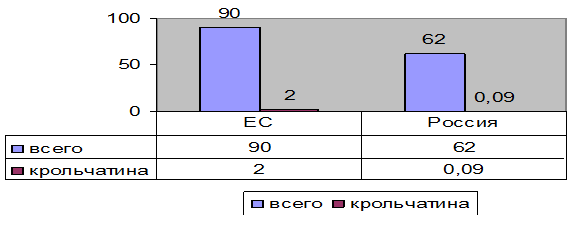 100
50
0
90
2
62
0,09
ЕС Россия
всего 90 62
крольчатина 2 0,09
всего крольчатина